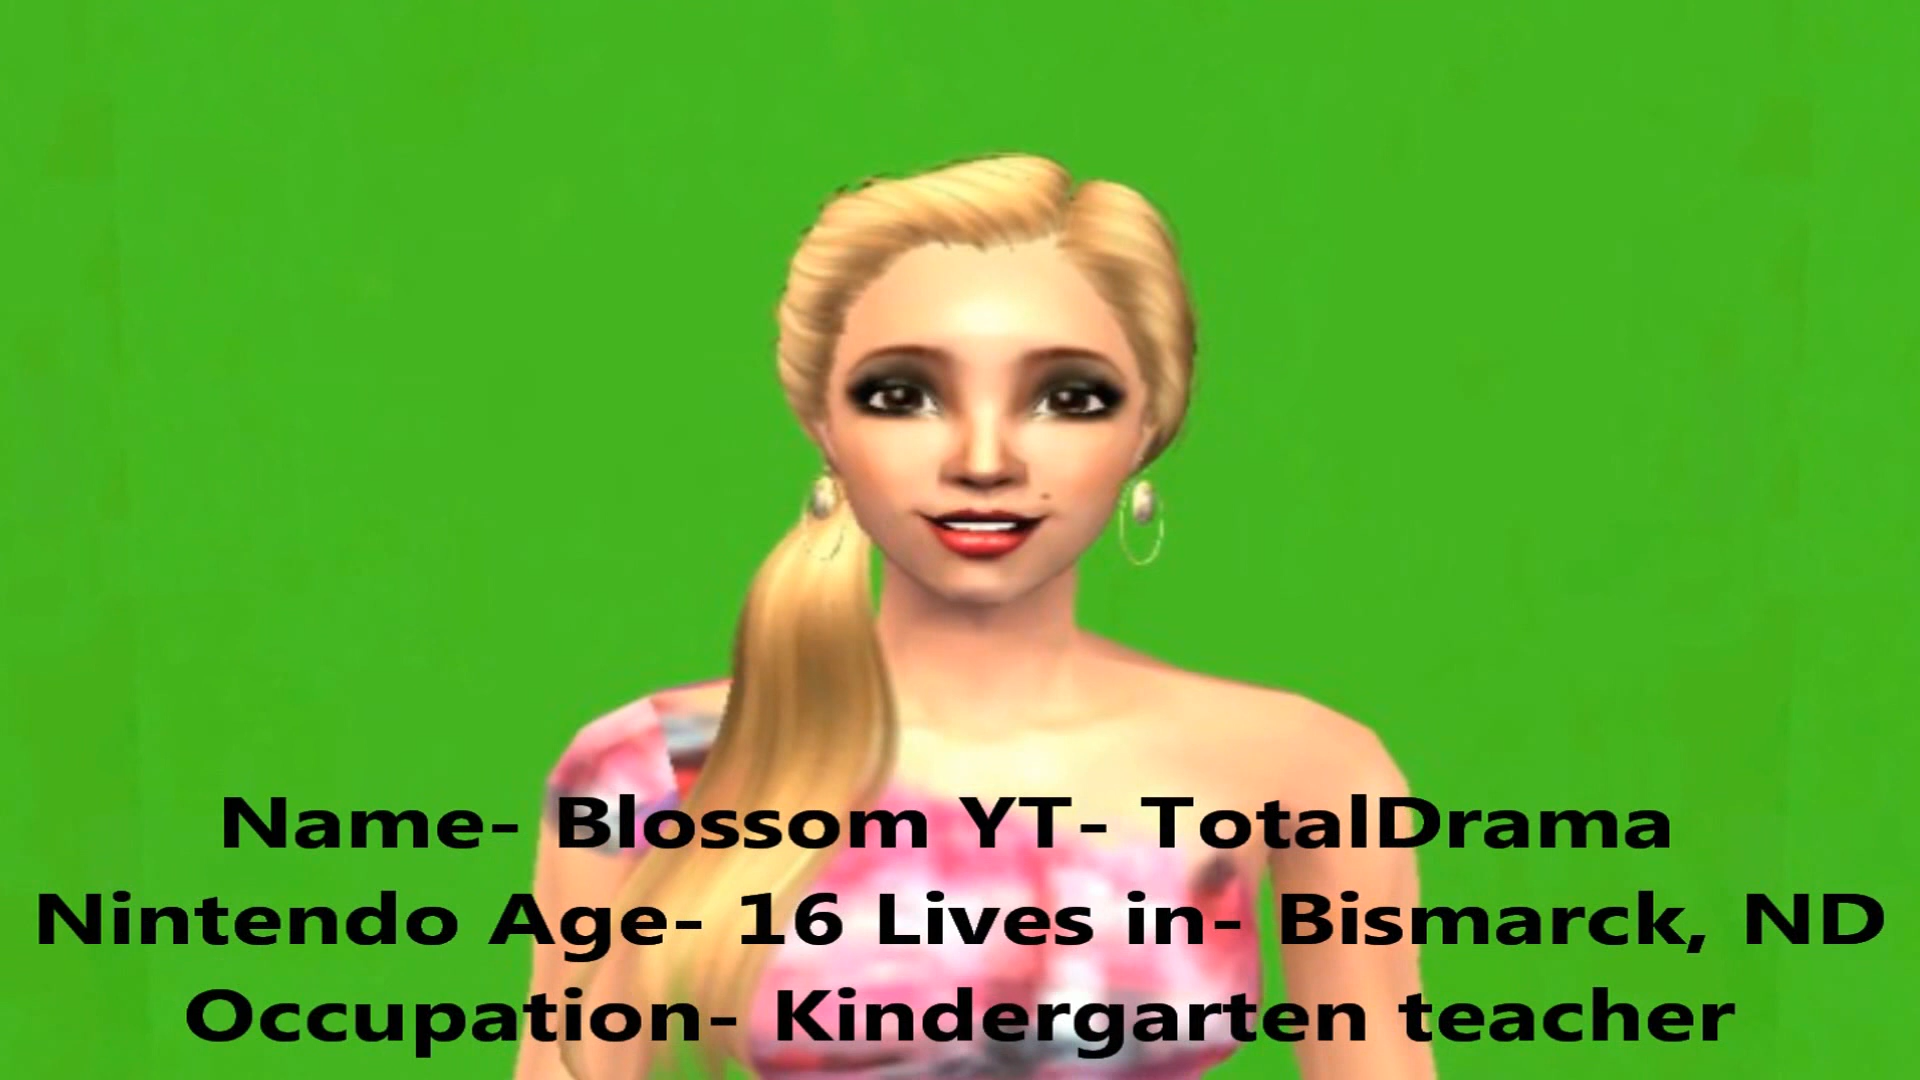 Name- Blossom YT- TotalDrama
Nintendo Age- 16 Lives in- Bismarck, ND
Occupation- Kindergarten teacher